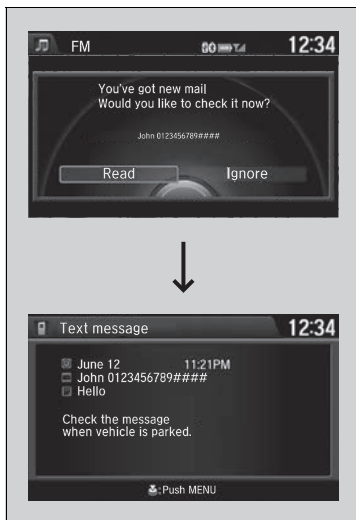 FM 12:34
You've got new mail
Would you like to check it now?
John 0123456789####
Read Ignore
Text message 12:34
June 12 11:21PM
John 0123456789####
Hello
Check the message
when vehicle is parked.
:Push MENU